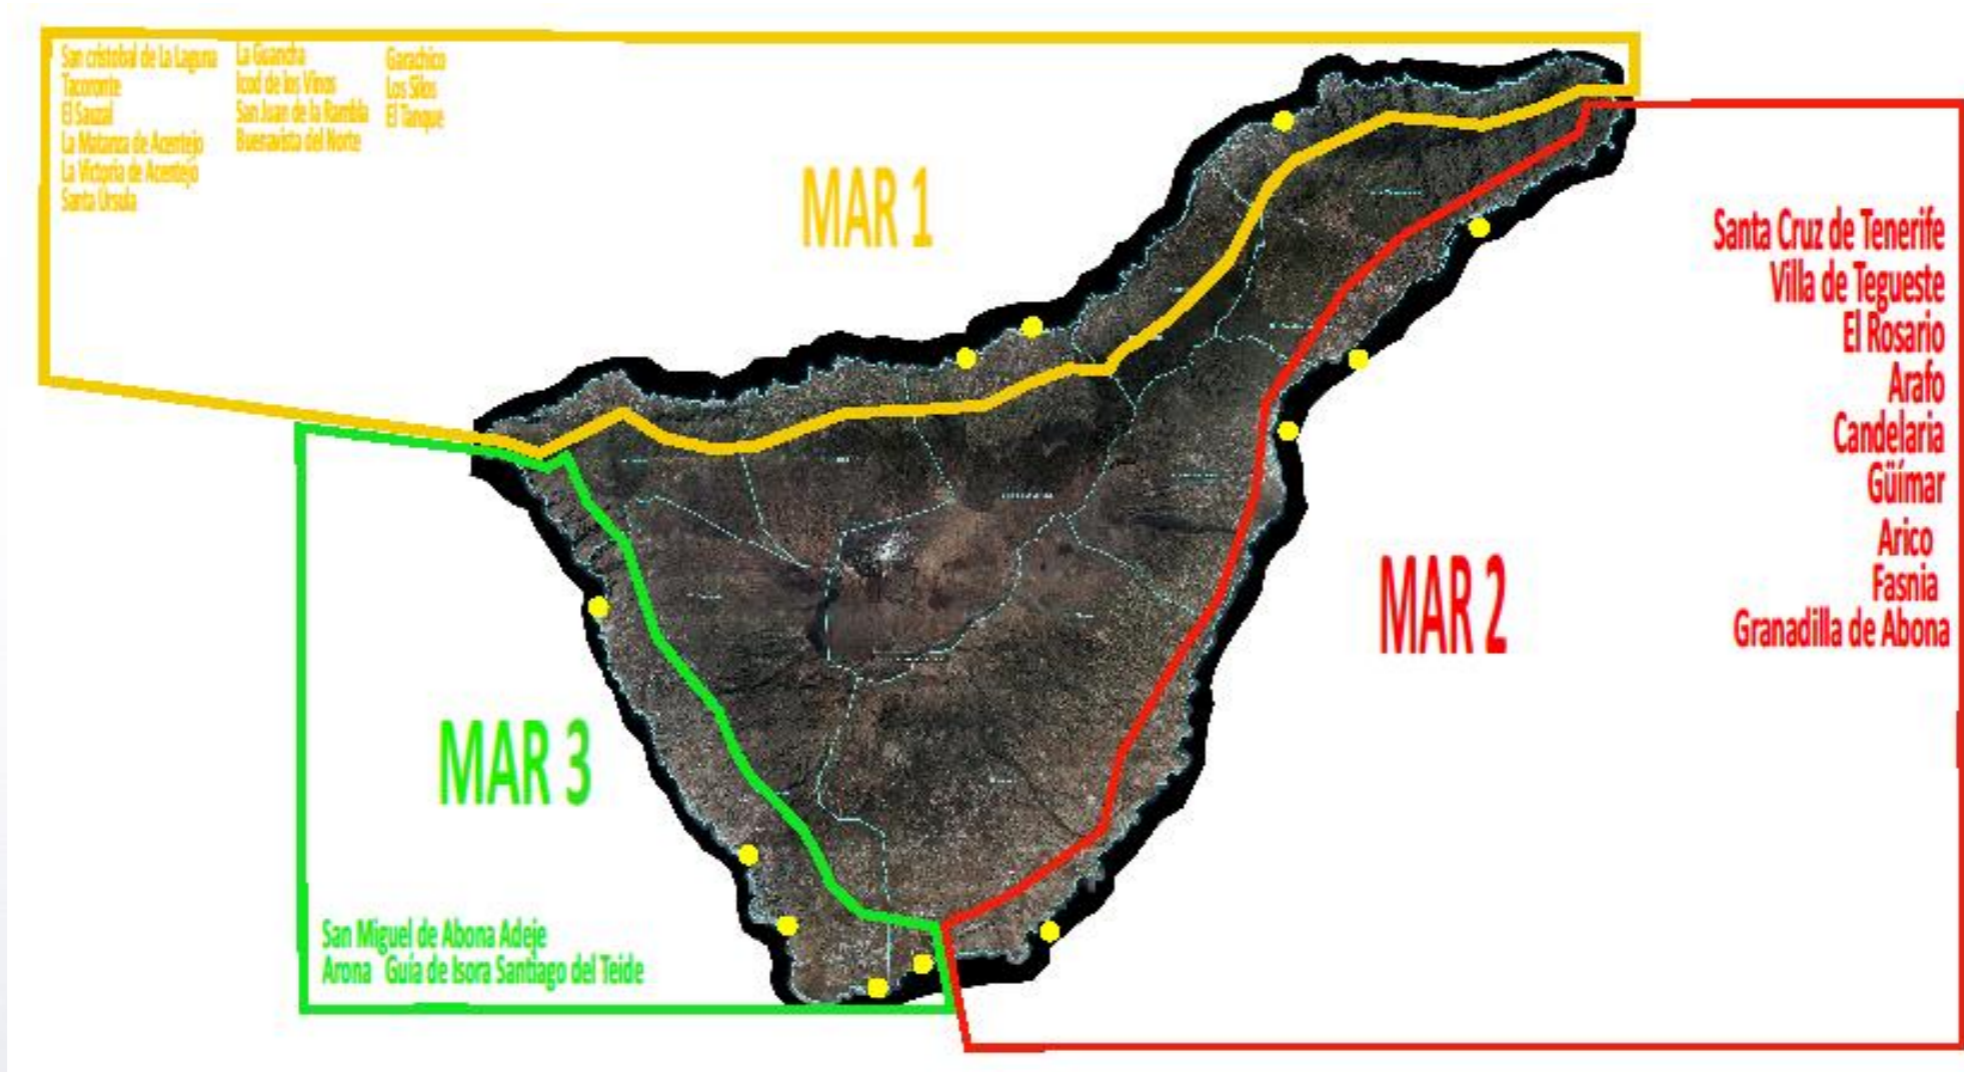 San cristobal de La Laguna
Tacoronte
El Sauzal
La Matanza de Acentejo
La Victoria de Acentejo
Santa Úrsula
La Guancha
Icod de los Vinos
San Juan de la Rambla
Buenavista del Norte
Garachico
Los Silos
El Tanque
MAR 1
Santa Cruz de Tenerife
Villa de Tegueste
El Rosario
Arafo
Candelaria
Güímar
Arico
Fasnia
Granadilla de Abona
MAR 2
MAR 3
San Miguel de Abona Adeje
Arona Guía de Isora Santiago del Teide